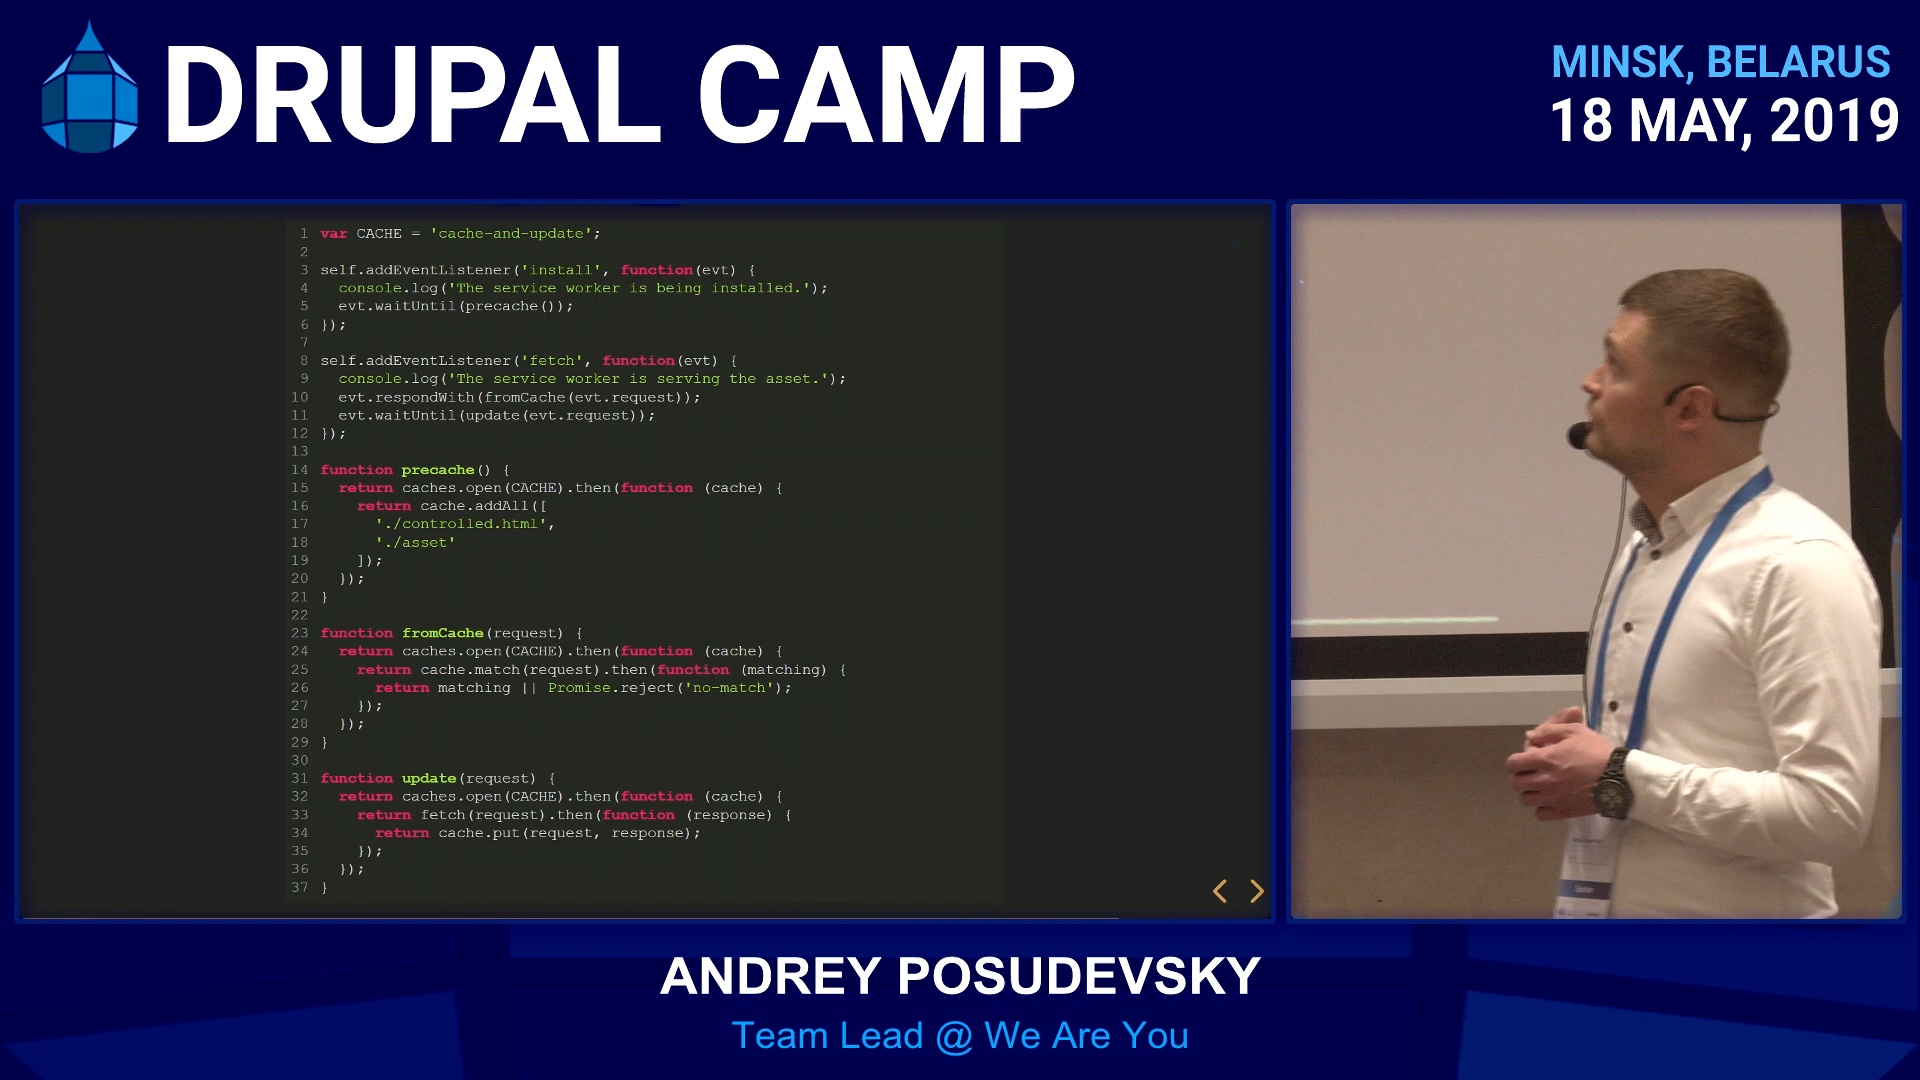 DRUPAL CAMP
MINSK, BELARUS
18 MAY, 2019
1 var CACHE = 'cache-and-update';
2
3 self.addEventListener('install', function(evt) {
4   console.log('The service worker is being installed.');
5   evt.waitUntil(precache());
6 });
7
8 self.addEventListener('fetch', function(evt) {
9   console.log('The service worker is serving the asset.');
10   evt.respondWith(fromCache(evt.request));
11   evt.waitUntil(update(evt.request));
12 });
13
14 function precache() {
15   return caches.open(CACHE).then(function (cache) {
16     return cache.addAll([
17       './controlled.html',
18       './asset'
19     ]);
20   });
21 }
22
23 function fromCache(request) {
24   return caches.open(CACHE).then(function (cache) {
25     return cache.match(request).then(function (matching) {
26       return matching || Promise.reject('no-match');
27     });
28   });
29 }
30
31 function update(request) {
32   return caches.open(CACHE).then(function (cache) {
33     return fetch(request).then(function (response) {
34       return cache.put(request, response);
35     });
36   });
37 }
ANDREY POSUDEVSKY
Team Lead @ We Are You